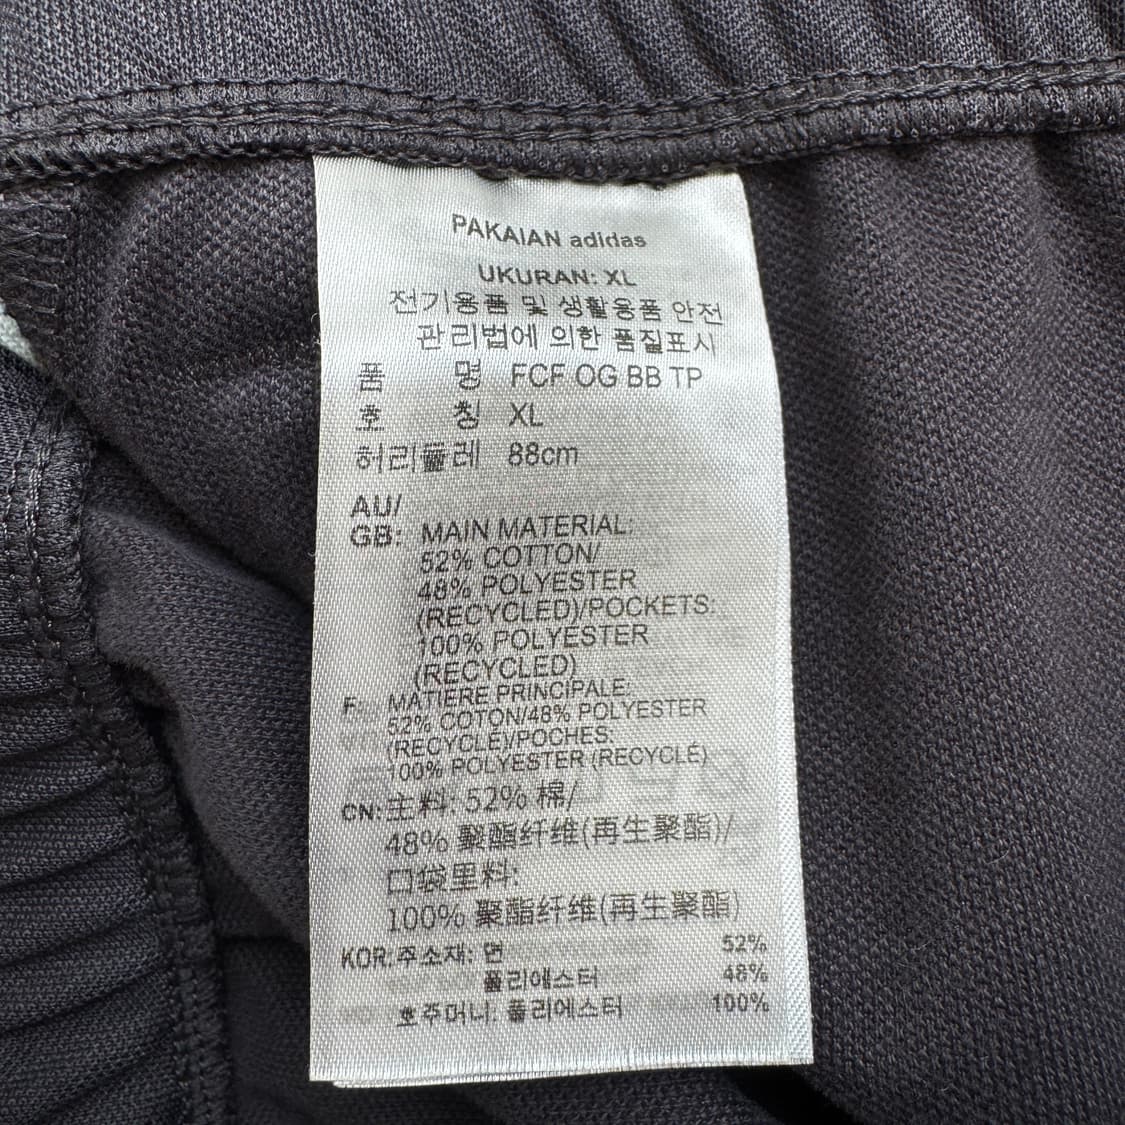 PAKAIAN adidas
UKURAN: XL
전기용품 및 생활용품 안전
관리법에 의한 품질표시
품 명 FCF OG BB TP
호 칭 XL
허리둘레 88cm
AU/
GB: MAIN MATERIAL:
52% COTTON/
48% POLYESTER
(RECYCLED)/POCKETS:
100% POLYESTER
(RECYCLED)
F: MATIÈRE PRINCIPALE:
52% COTON/48% POLYESTER
(RECYCLÉ)/POCHES:
100% POLYESTER (RECYCLÉ)
CN: 主料: 52% 棉/
48% 聚酯纤维(再生聚酯)/
口袋里料:
100% 聚酯纤维(再生聚酯)
KOR: 주소재: 면 52%
폴리에스터 48%
호주머니: 폴리에스터 100%